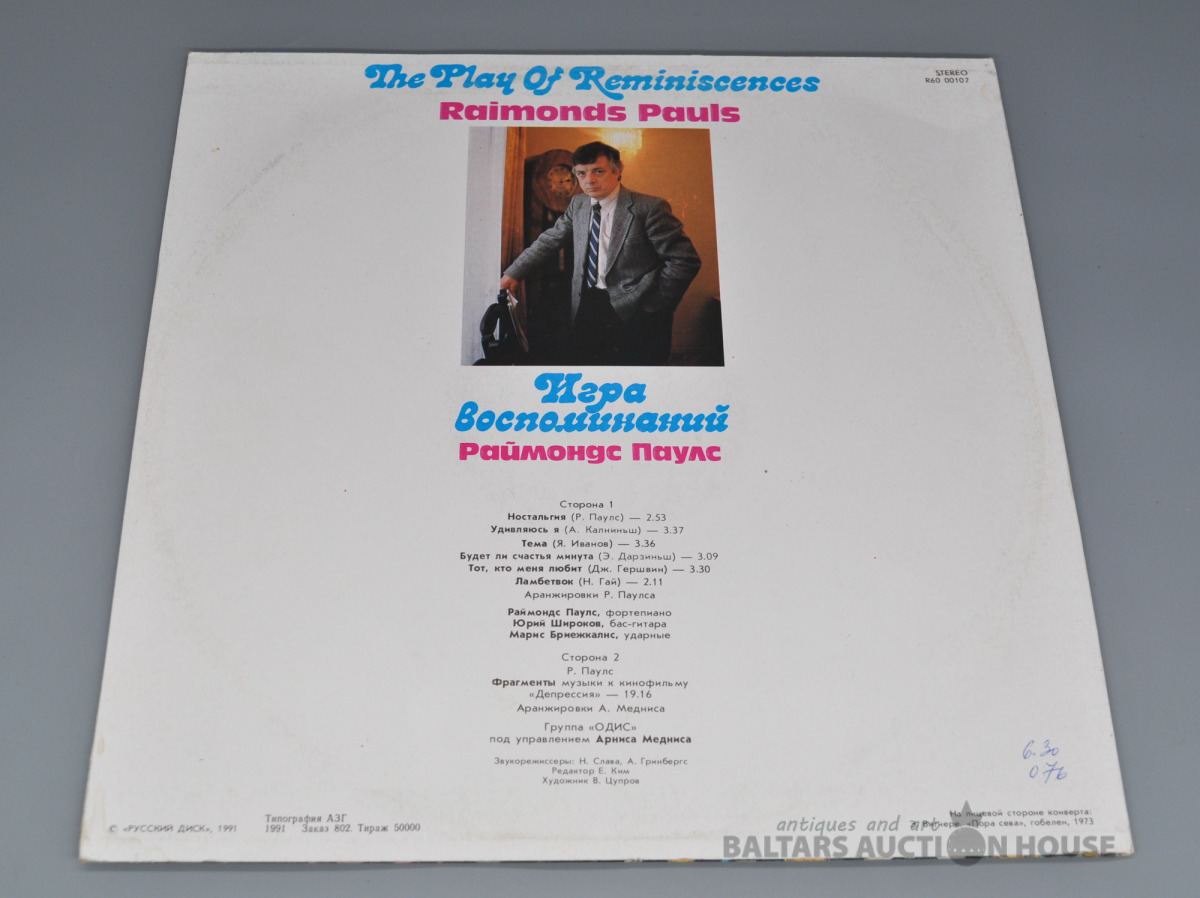 The Play Of Reminiscences
STEREO
R60 00107
Raimonds Pauls
Игра
воспоминаний
Раймондс Паулс
Сторона 1
Ностальгия (Р. Паулс) — 2.53
Удивляюсь я (А. Калниньш) — 3.37
Тема (Я. Иванов) — 3.36
Будет ли счастья минута (Э. Дарзиньш) — 3.09
Тот, кто меня любит (Дж. Гершвин) — 3.30
Ламбетвок (Н. Гай) — 2.11
Аранжировки Р. Паулса
Раймондс Паулс, фортепиано
Юрий Широков, бас-гитара
Марис Бриежкалнс, ударные
Сторона 2
Р. Паулс
Фрагменты музыки к кинофильму
«Депрессия» — 19.16
Аранжировки А. Медниса
Группа «ОДИС»
под управлением Арниса Медниса
Звукорежиссеры: Н. Слава, А. Гринбергс
Редактор Е. Ким
Художник В. Цупров
6.30
076
© «РУССКИЙ ДИСК», 1991
Типография АЗГ
1991 Заказ 802. Тираж 50000
На лицевой стороне конверта:
«Пора сева», гобелен, 1973
antiques and art
BALTARS AUCTION HOUSE